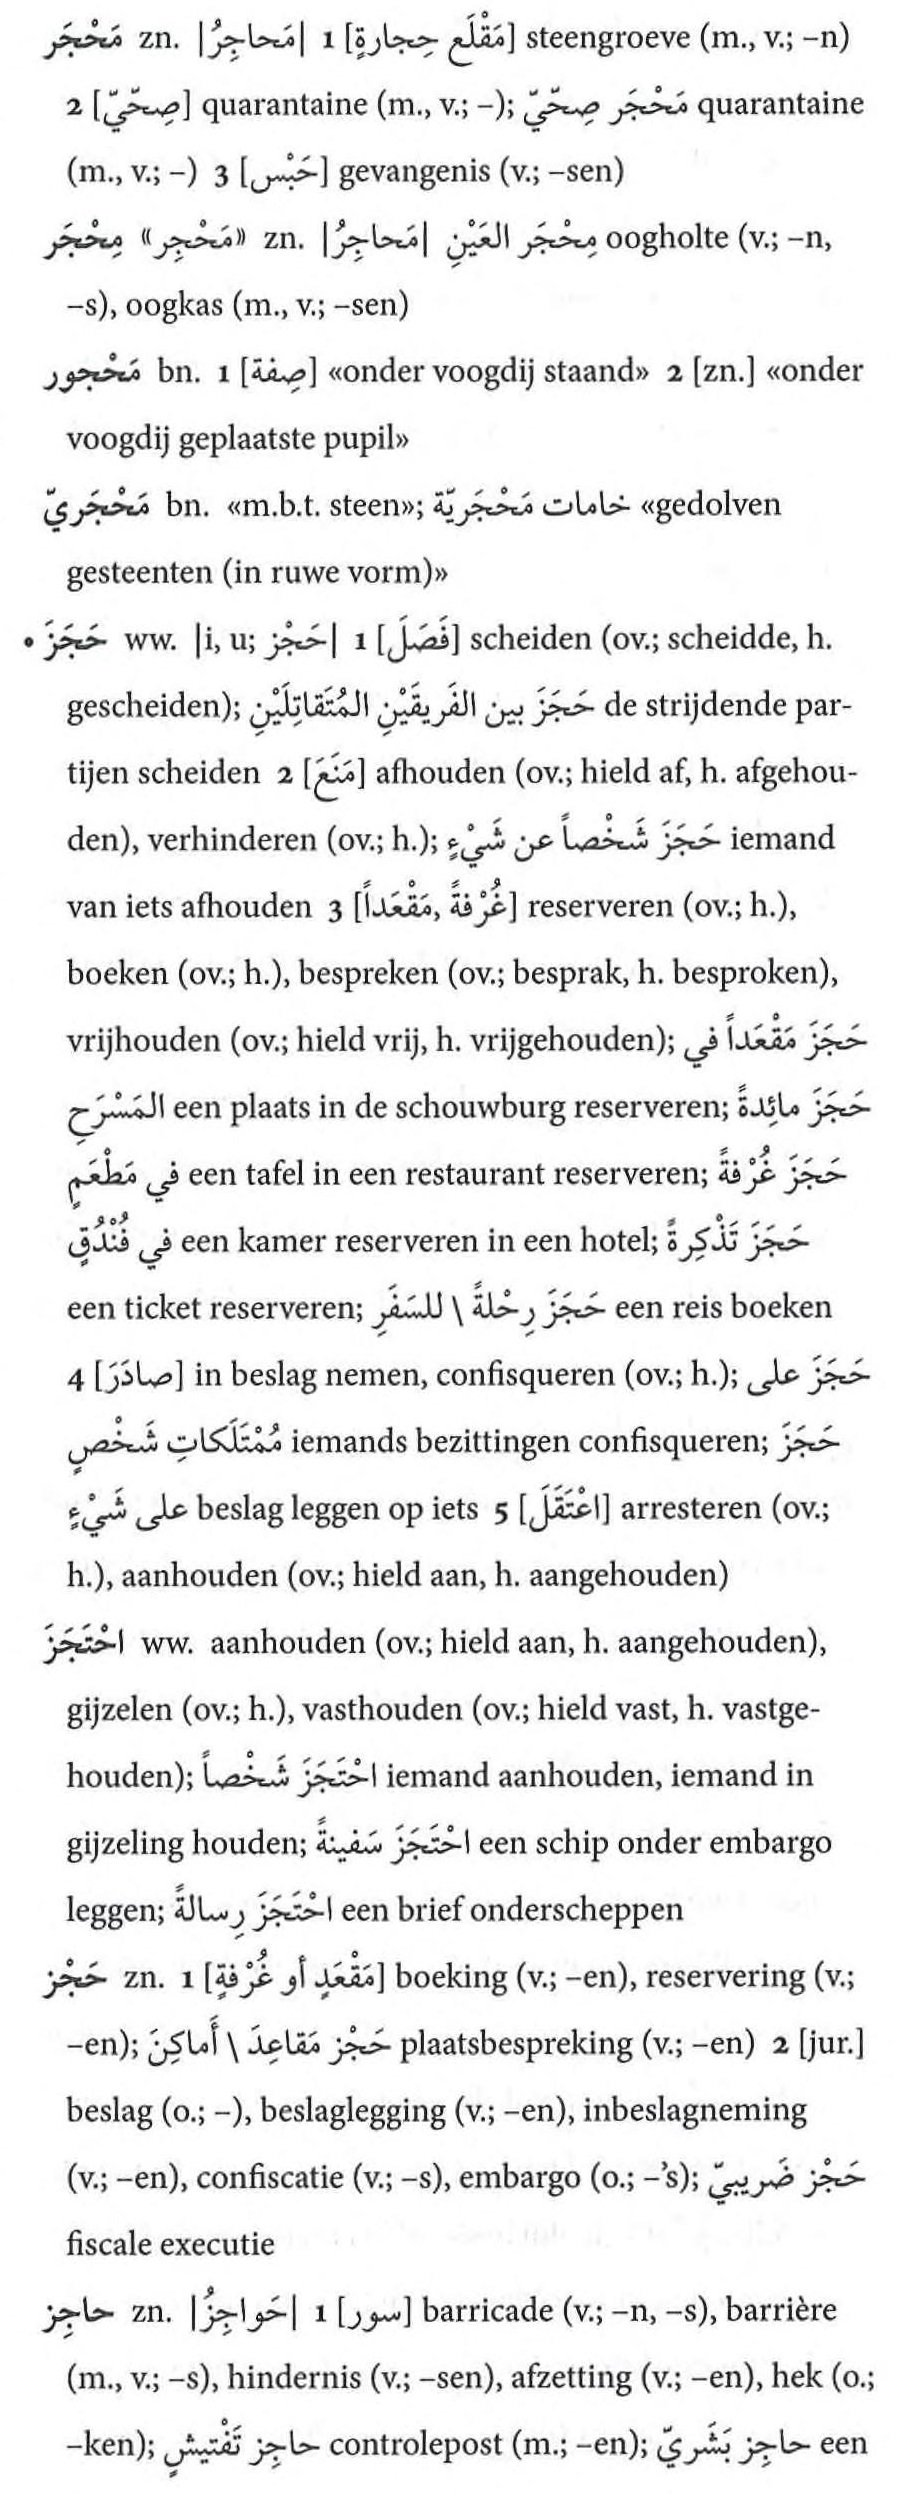 مَحْجَر zn. |مَحاجِرُ| 1 [مَقْلَع حِجارةٍ] steengroeve (m., v.; –n)
2 [صِحّيّ] quarantaine (m., v.; –); مَحْجَر صِحّيّ quarantaine
(m., v.; –) 3 [حَبْس] gevangenis (v.; –sen)
مِحْجَر «مَحْجِر» zn. |مَحاجِرُ| مِحْجَر العَيْنِ oogholte (v.; –n,
–s), oogkas (m., v.; –sen)
مَحْجور bn. 1 [صِفة] «onder voogdij staand» 2 [zn.] «onder
voogdij geplaatste pupil»
مَحْجَريّ bn. «m.b.t. steen»; خامات مَحْجَريّة «gedolven
gesteenten (in ruwe vorm)»
• حَجَزَ ww. |i, u; حَجْز| 1 [فَصَلَ] scheiden (ov.; scheidde, h.
gescheiden); حَجَزَ بين الفَريقَيْنِ المُتَقاتِلَيْنِ de strijdende par-
tijen scheiden 2 [مَنَعَ] afhouden (ov.; hield af, h. afgehou-
den), verhinderen (ov.; h.); حَجَزَ شَخْصاً عن شَيْءٍ iemand
van iets afhouden 3 [غُرْفةً, مَقْعَداً] reserveren (ov.; h.),
boeken (ov.; h.), bespreken (ov.; besprak, h. besproken),
vrijhouden (ov.; hield vrij, h. vrijgehouden); حَجَزَ مَقْعَداً في
المَسْرَحِ een plaats in de schouwburg reserveren; حَجَزَ مائِدةً
في مَطْعَمٍ een tafel in een restaurant reserveren; حَجَزَ غُرْفةً
في فُنْدُقٍ een kamer reserveren in een hotel; حَجَزَ تَذْكِرةً
een ticket reserveren; حَجَزَ رِحْلةً \ للسَفَرِ een reis boeken
4 [صادَرَ] in beslag nemen, confisqueren (ov.; h.); حَجَزَ على
مُمْتَلَكاتِ شَخْصٍ iemands bezittingen confisqueren; حَجَزَ
على شَيْءٍ beslag leggen op iets 5 [اعْتَقَلَ] arresteren (ov.;
h.), aanhouden (ov.; hield aan, h. aangehouden)
احْتَجَزَ ww. aanhouden (ov.; hield aan, h. aangehouden),
gijzelen (ov.; h.), vasthouden (ov.; hield vast, h. vastge-
houden); احْتَجَزَ شَخْصاً iemand aanhouden, iemand in
gijzeling houden; احْتَجَزَ سَفينةً een schip onder embargo
leggen; احْتَجَزَ رِسالةً een brief onderscheppen
حَجْز zn. 1 [مَقْعَدٍ أو غُرْفةٍ] boeking (v.; –en), reservering (v.;
–en); حَجْز مَقاعِدَ \ أَماكِنَ plaatsbespreking (v.; –en) 2 [jur.]
beslag (o.; –), beslaglegging (v.; –en), inbeslagneming
(v.; –en), confiscatie (v.; –s), embargo (o.; –’s); حَجْز ضَريبيّ
fiscale executie
حاجِز zn. |حَواجِزُ| 1 [سور] barricade (v.; –n, –s), barrière
(m., v.; –s), hindernis (v.; –sen), afzetting (v.; –en), hek (o.;
–ken); حاجِز تَفْتيشٍ controlepost (m.; –en); حاجِز بَشَريّ een